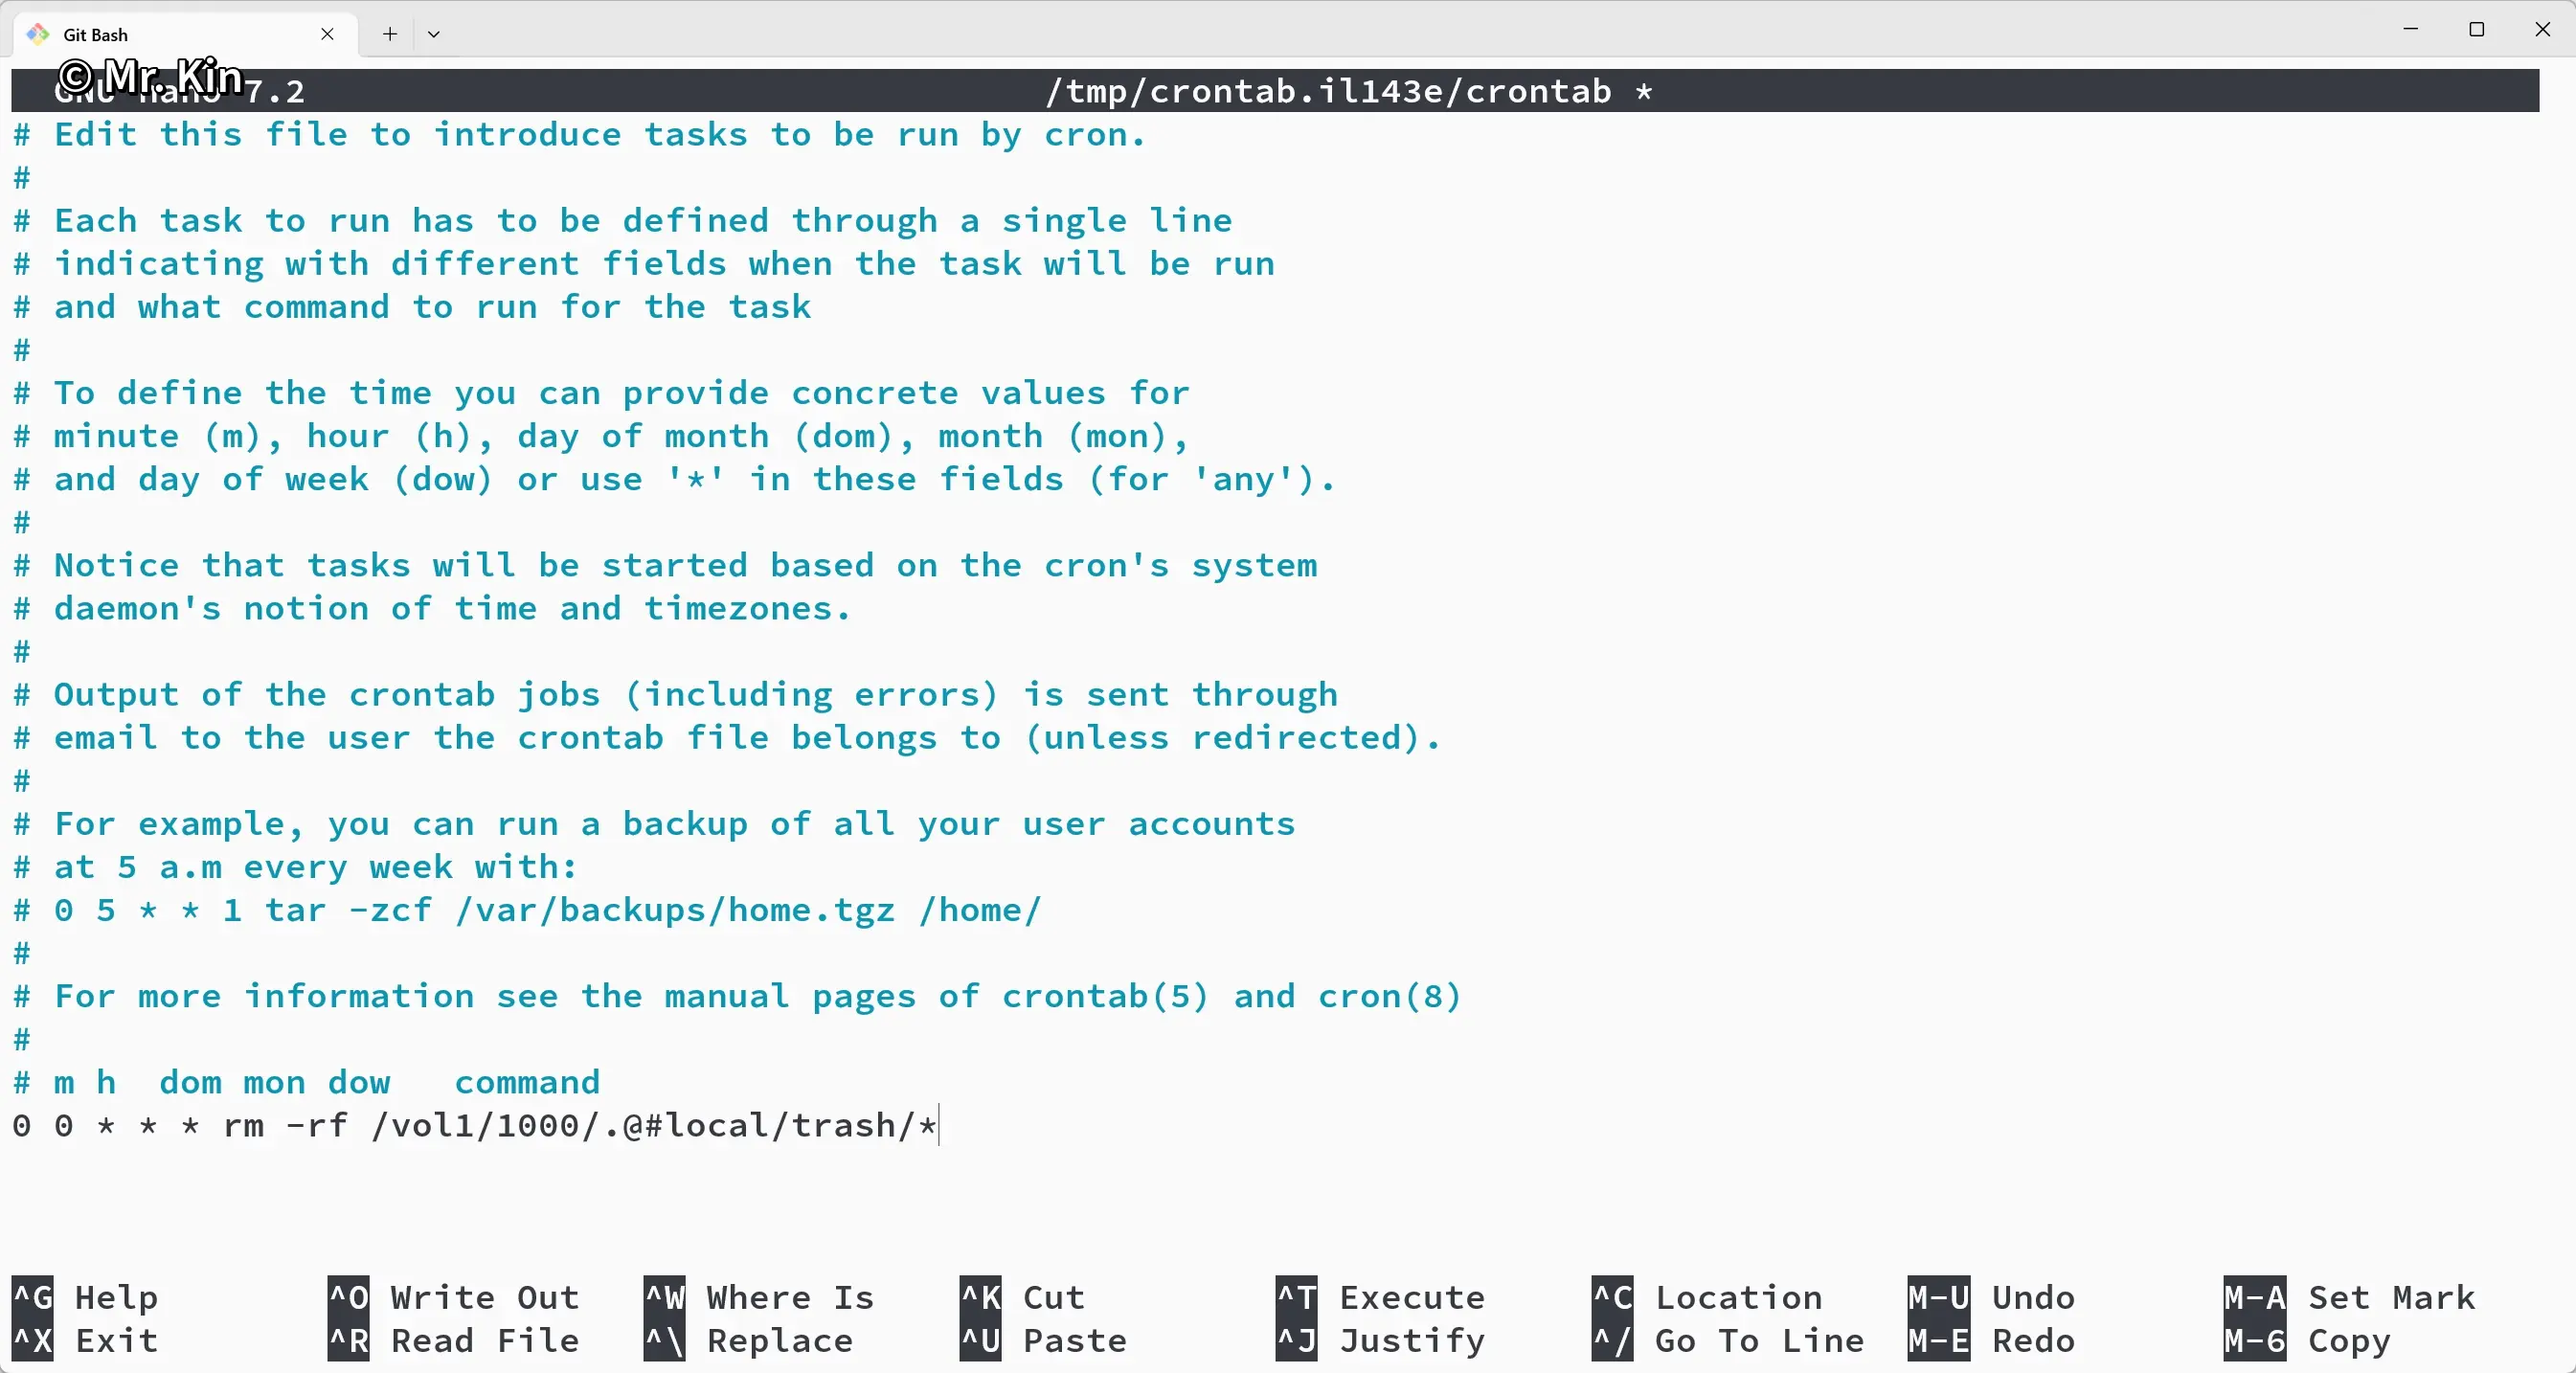 Git Bash
© Mr. Kin
GNU nano 7.2 /tmp/crontab.il143e/crontab *
# Edit this file to introduce tasks to be run by cron.
#
# Each task to run has to be defined through a single line
# indicating with different fields when the task will be run
# and what command to run for the task
#
# To define the time you can provide concrete values for
# minute (m), hour (h), day of month (dom), month (mon),
# and day of week (dow) or use '*' in these fields (for 'any').
#
# Notice that tasks will be started based on the cron's system
# daemon's notion of time and timezones.
#
# Output of the crontab jobs (including errors) is sent through
# email to the user the crontab file belongs to (unless redirected).
#
# For example, you can run a backup of all your user accounts
# at 5 a.m every week with:
# 0 5 * * 1 tar -zcf /var/backups/home.tgz /home/
#
# For more information see the manual pages of crontab(5) and cron(8)
#
# m h  dom mon dow   command
0 0 * * * rm -rf /vol1/1000/.@#local/trash/*
^G Help ^O Write Out ^W Where Is ^K Cut ^T Execute ^C Location M-U Undo M-A Set Mark
^X Exit ^R Read File ^\ Replace ^U Paste ^J Justify ^/ Go To Line M-E Redo M-6 Copy